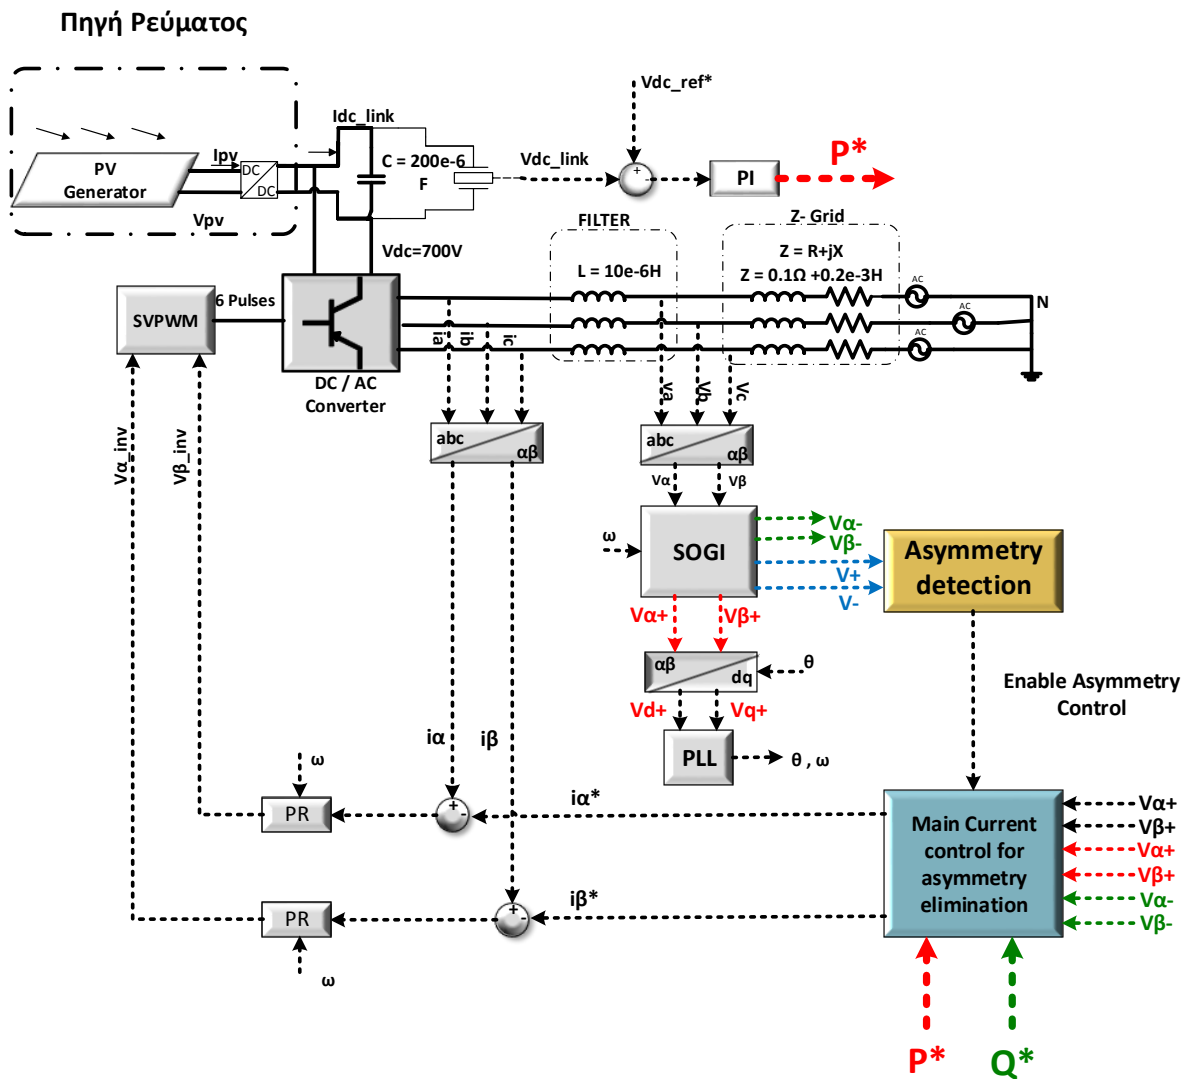 Πηγή Ρεύματος
Vdc_ref*
Idc_link
P*
Ipv
PV
Generator
DC
DC
C = 200e-6
F
Vdc_link
+
-
PI
Vpv
FILTER
Z- Grid
Vdc=700V
Z = R+jX
L = 10e-6H
Z = 0.1Ω +0.2e-3H
AC
AC
AC
N
6 Pulses
SVPWM
DC / AC
Converter
ia
ib
ic
Va
Vb
Vc
abc
αβ
abc
αβ
Vα_inv
Vβ_inv
Vα
Vβ
ω
SOGI
Vα-
Vβ-
V+
V-
Asymmetry
detection
Vα+
Vβ+
αβ
dq
θ
Vd+
Vq+
Enable Asymmetry
Control
PLL
θ , ω
iα
iβ
ω
PR
+
-
iα*
Main Current
control for
asymmetry
elimination
Vα+
Vβ+
Vα+
Vβ+
Vα-
Vβ-
PR
+
-
iβ*
ω
P*
Q*